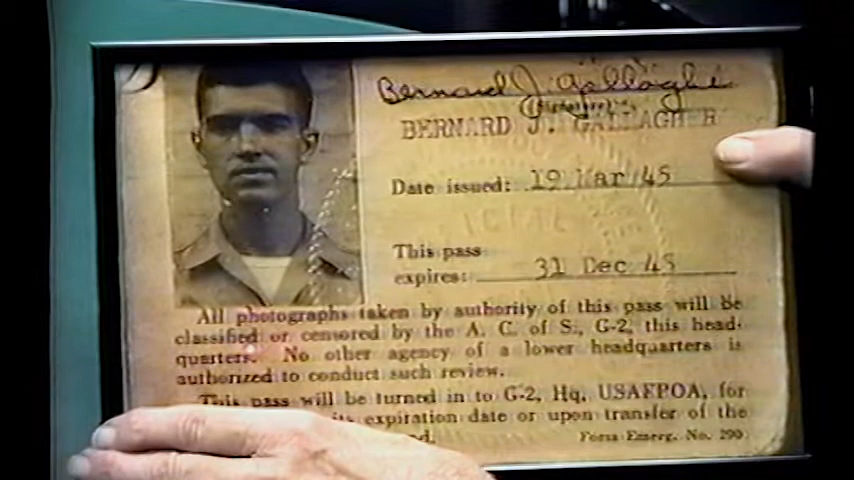 Bernard J. Gallagher
(Signature)
BERNARD J. GALLAGHER
Date issued: 19 Mar 45
This pass
expires: 31 Dec 45
All photographs taken by authority of this pass will be
classified or censored by the A. C. of S., G-2, this head-
quarters. No other agency of a lower headquarters is
authorized to conduct such review.
This pass will be turned in to G-2, Hq, USAFPOA, for
its expiration date or upon transfer of the
Form Emerg. No. 290